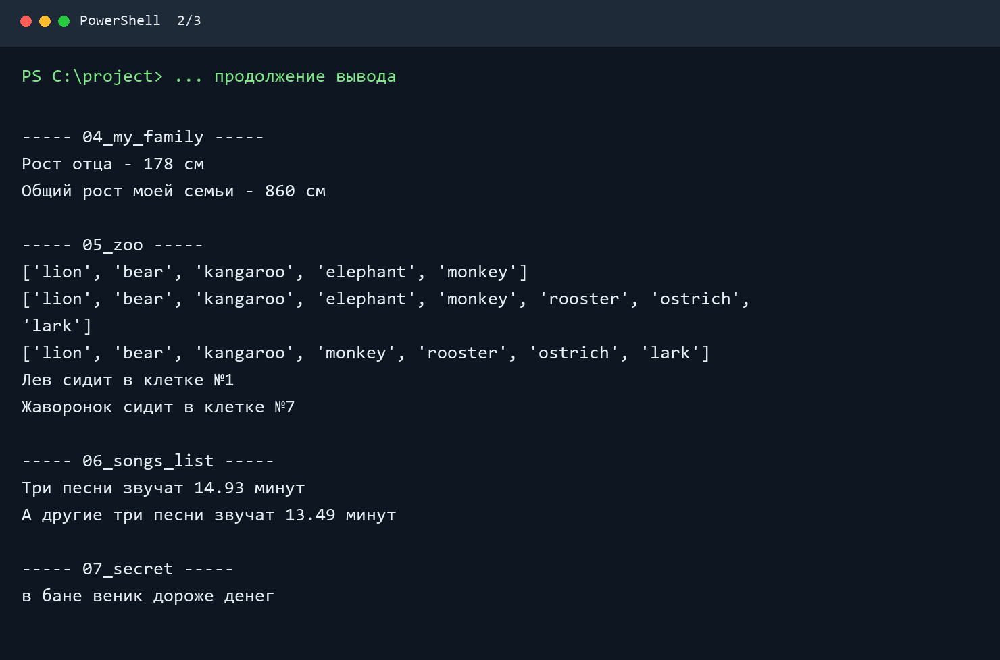 PowerShell 2/3
PS C:\project> ... продолжение вывода
----- 04_my_family -----
Рост отца - 178 см
Общий рост моей семьи - 860 см
----- 05_zoo -----
['lion', 'bear', 'kangaroo', 'elephant', 'monkey']
['lion', 'bear', 'kangaroo', 'elephant', 'monkey', 'rooster', 'ostrich',
'lark']
['lion', 'bear', 'kangaroo', 'monkey', 'rooster', 'ostrich', 'lark']
Лев сидит в клетке №1
Жаворонок сидит в клетке №7
----- 06_songs_list -----
Три песни звучат 14.93 минут
А другие три песни звучат 13.49 минут
----- 07_secret -----
в бане веник дороже денег